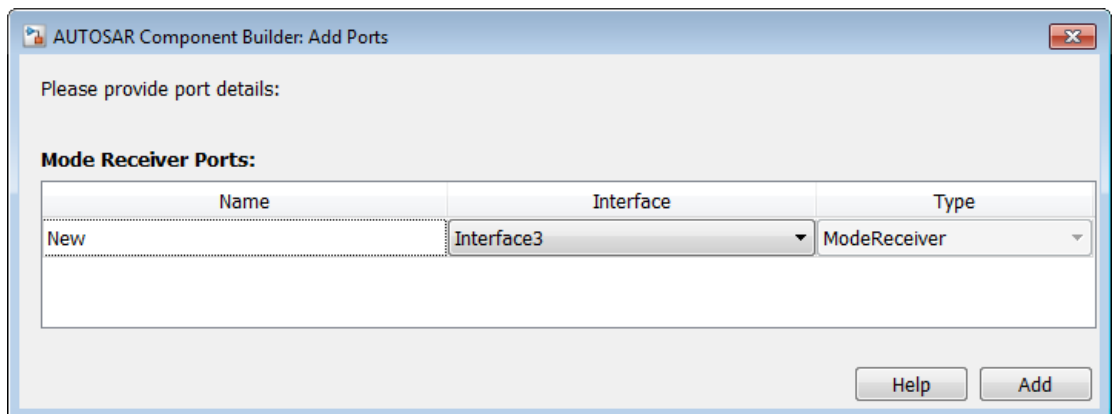 AUTOSAR Component Builder: Add Ports
Please provide port details:
Mode Receiver Ports:
Name Interface Type
New Interface3 ModeReceiver
Help Add